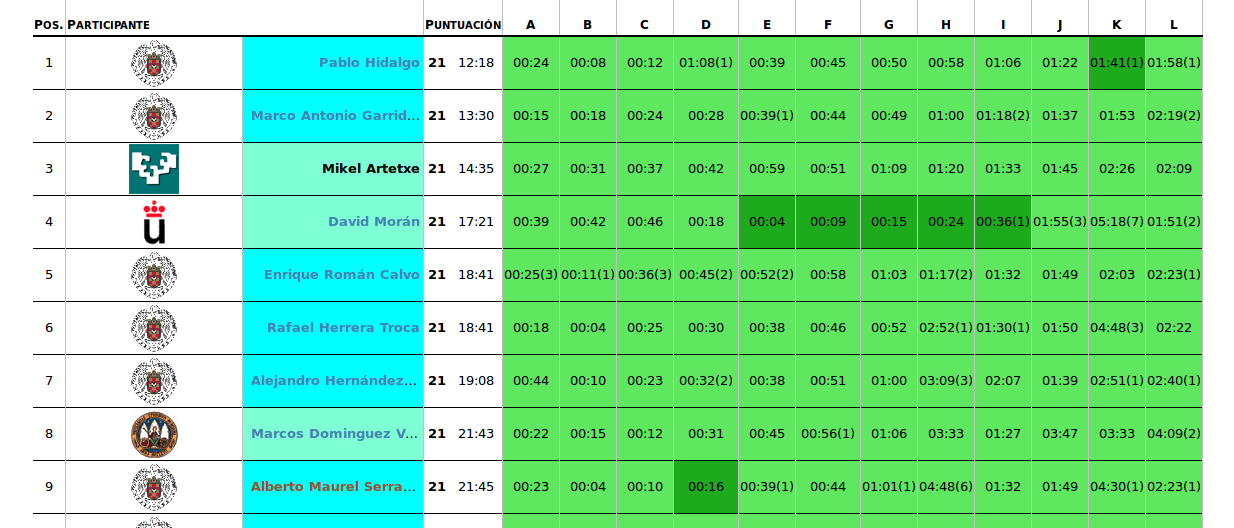 POS. PARTICIPANTE PUNTUACIÓN A B C D E F G H I J K L
1 Pablo Hidalgo 21 12:18 00:24 00:08 00:12 01:08(1) 00:39 00:45 00:50 00:58 01:06 01:22 01:41(1) 01:58(1)
2 Marco Antonio Garrid... 21 13:30 00:15 00:18 00:24 00:28 00:39(1) 00:44 00:49 01:00 01:18(2) 01:37 01:53 02:19(2)
3 Mikel Artetxe 21 14:35 00:27 00:31 00:37 00:42 00:59 00:51 01:09 01:20 01:33 01:45 02:26 02:09
4 ü David Morán 21 17:21 00:39 00:42 00:46 00:18 00:04 00:09 00:15 00:24 00:36(1) 01:55(3) 05:18(7) 01:51(2)
5 Enrique Román Calvo 21 18:41 00:25(3) 00:11(1) 00:36(3) 00:45(2) 00:52(2) 00:58 01:03 01:17(2) 01:32 01:49 02:03 02:23(1)
6 Rafael Herrera Troca 21 18:41 00:18 00:04 00:25 00:30 00:38 00:46 00:52 02:52(1) 01:30(1) 01:50 04:48(3) 02:22
7 Alejandro Hernández... 21 19:08 00:44 00:10 00:23 00:32(2) 00:38 00:51 01:00 03:09(3) 02:07 01:39 02:51(1) 02:40(1)
8 Marcos Dominguez V... 21 21:43 00:22 00:15 00:12 00:31 00:45 00:56(1) 01:06 03:33 01:27 03:47 03:33 04:09(2)
9 Alberto Maurel Serra... 21 21:45 00:23 00:04 00:10 00:16 00:39(1) 00:44 01:01(1) 04:48(6) 01:32 01:49 04:30(1) 02:23(1)